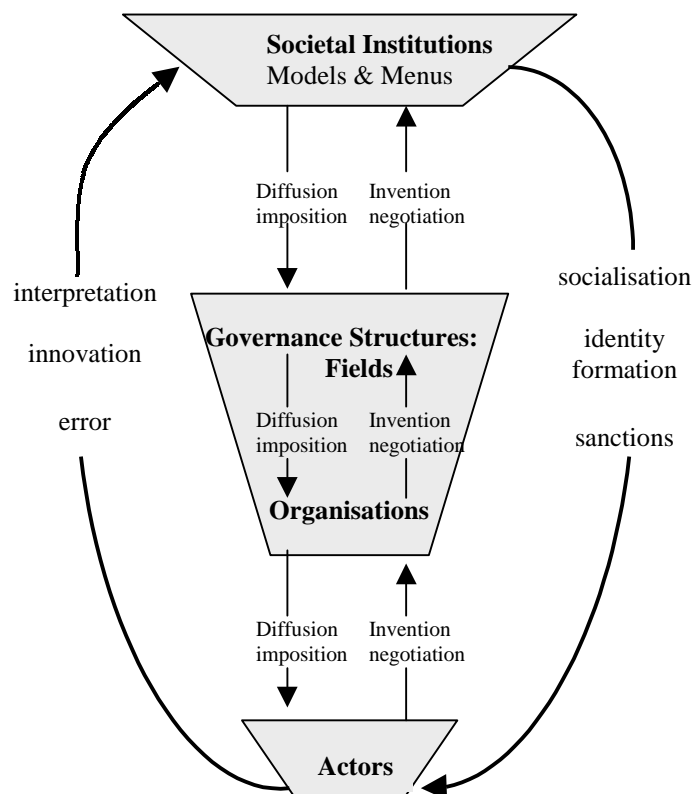 Societal Institutions
Models & Menus
Diffusion
imposition
Invention
negotiation
interpretation
innovation
error
socialisation
identity
formation
sanctions
Governance Structures:
Fields
Diffusion
imposition
Invention
negotiation
Organisations
Diffusion
imposition
Invention
negotiation
Actors